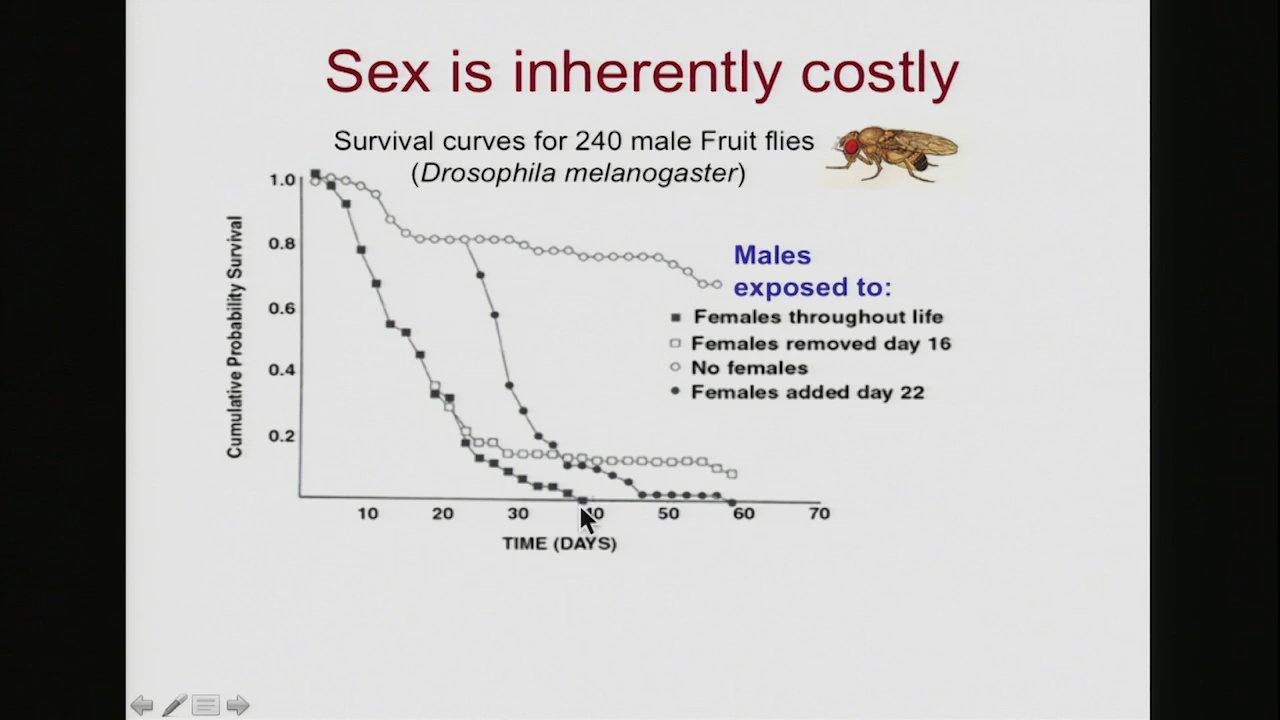 Sex is inherently costly
Survival curves for 240 male Fruit flies
(Drosophila melanogaster)
Cumulative Probability Survival
1.0
0.8
0.6
0.4
0.2
Males
exposed to:
Females throughout life
Females removed day 16
No females
Females added day 22
10 20 30 40 50 60 70
TIME (DAYS)